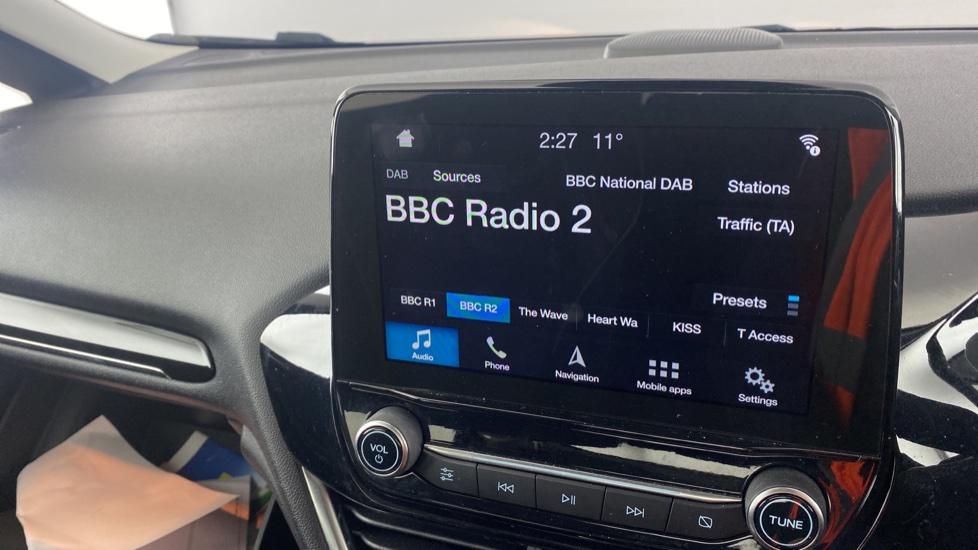 2:27 11°
DAB Sources BBC National DAB Stations
BBC Radio 2 Traffic (TA)
Presets
BBC R1 BBC R2 The Wave Heart Wa KISS T Access
Audio Phone Navigation Mobile apps Settings
VOL
TUNE